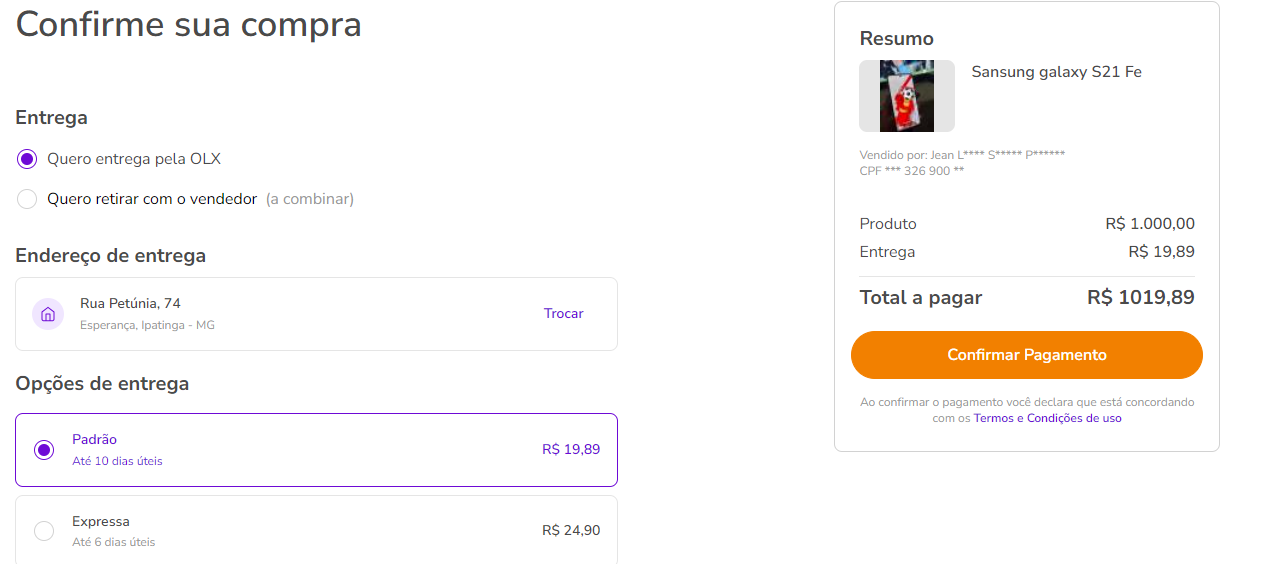 Confirme sua compra
Entrega
Quero entrega pela OLX
Quero retirar com o vendedor (a combinar)
Endereço de entrega
Rua Petúnia, 74
Esperança, Ipatinga - MG
Trocar
Opções de entrega
Padrão
Até 10 dias úteis
R$ 19,89
Expressa
Até 6 dias úteis
R$ 24,90
Resumo
Sansung galaxy S21 Fe
Vendido por: Jean L**** S***** P******
CPF *** 326 900 **
Produto R$ 1.000,00
Entrega R$ 19,89
Total a pagar R$ 1019,89
Confirmar Pagamento
Ao confirmar o pagamento você declara que está concordando
com os Termos e Condições de uso